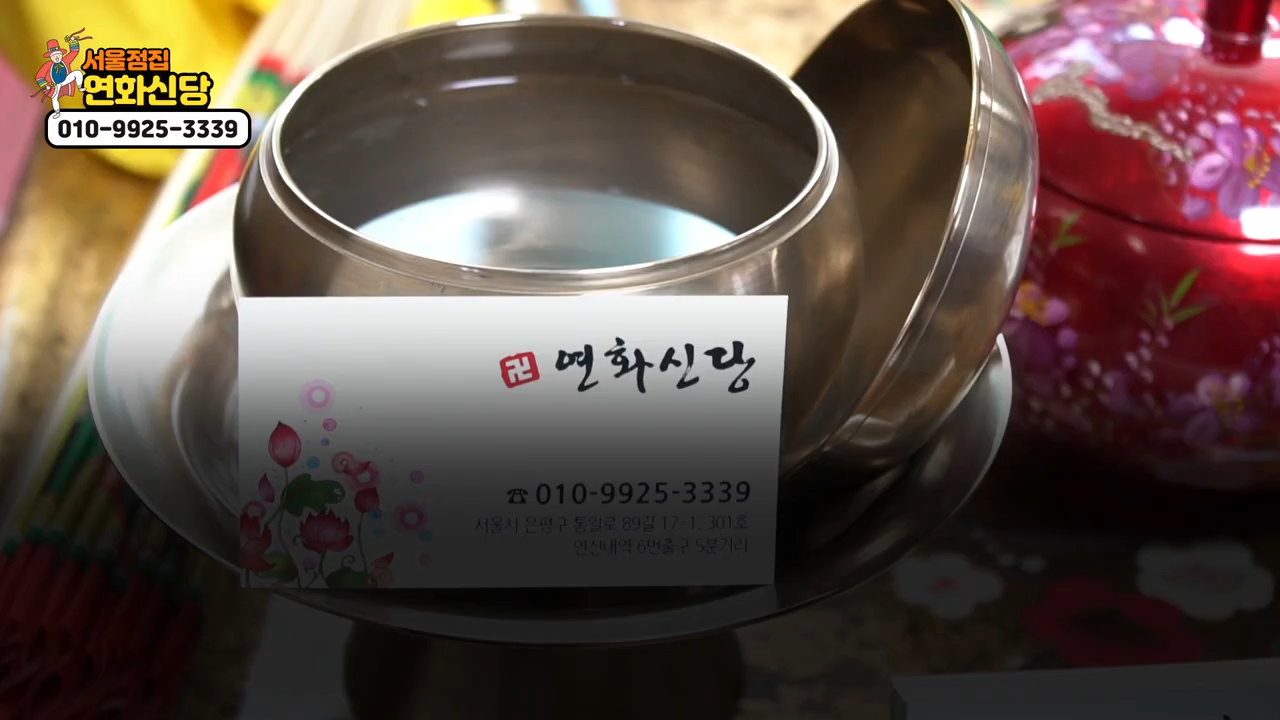 서울점집
연화신당
010-9925-3339
卍 연화신당
☎010-9925-3339
서울시 은평구 통일로 89길 17-1, 301호
연신내역 6번출구 5분거리